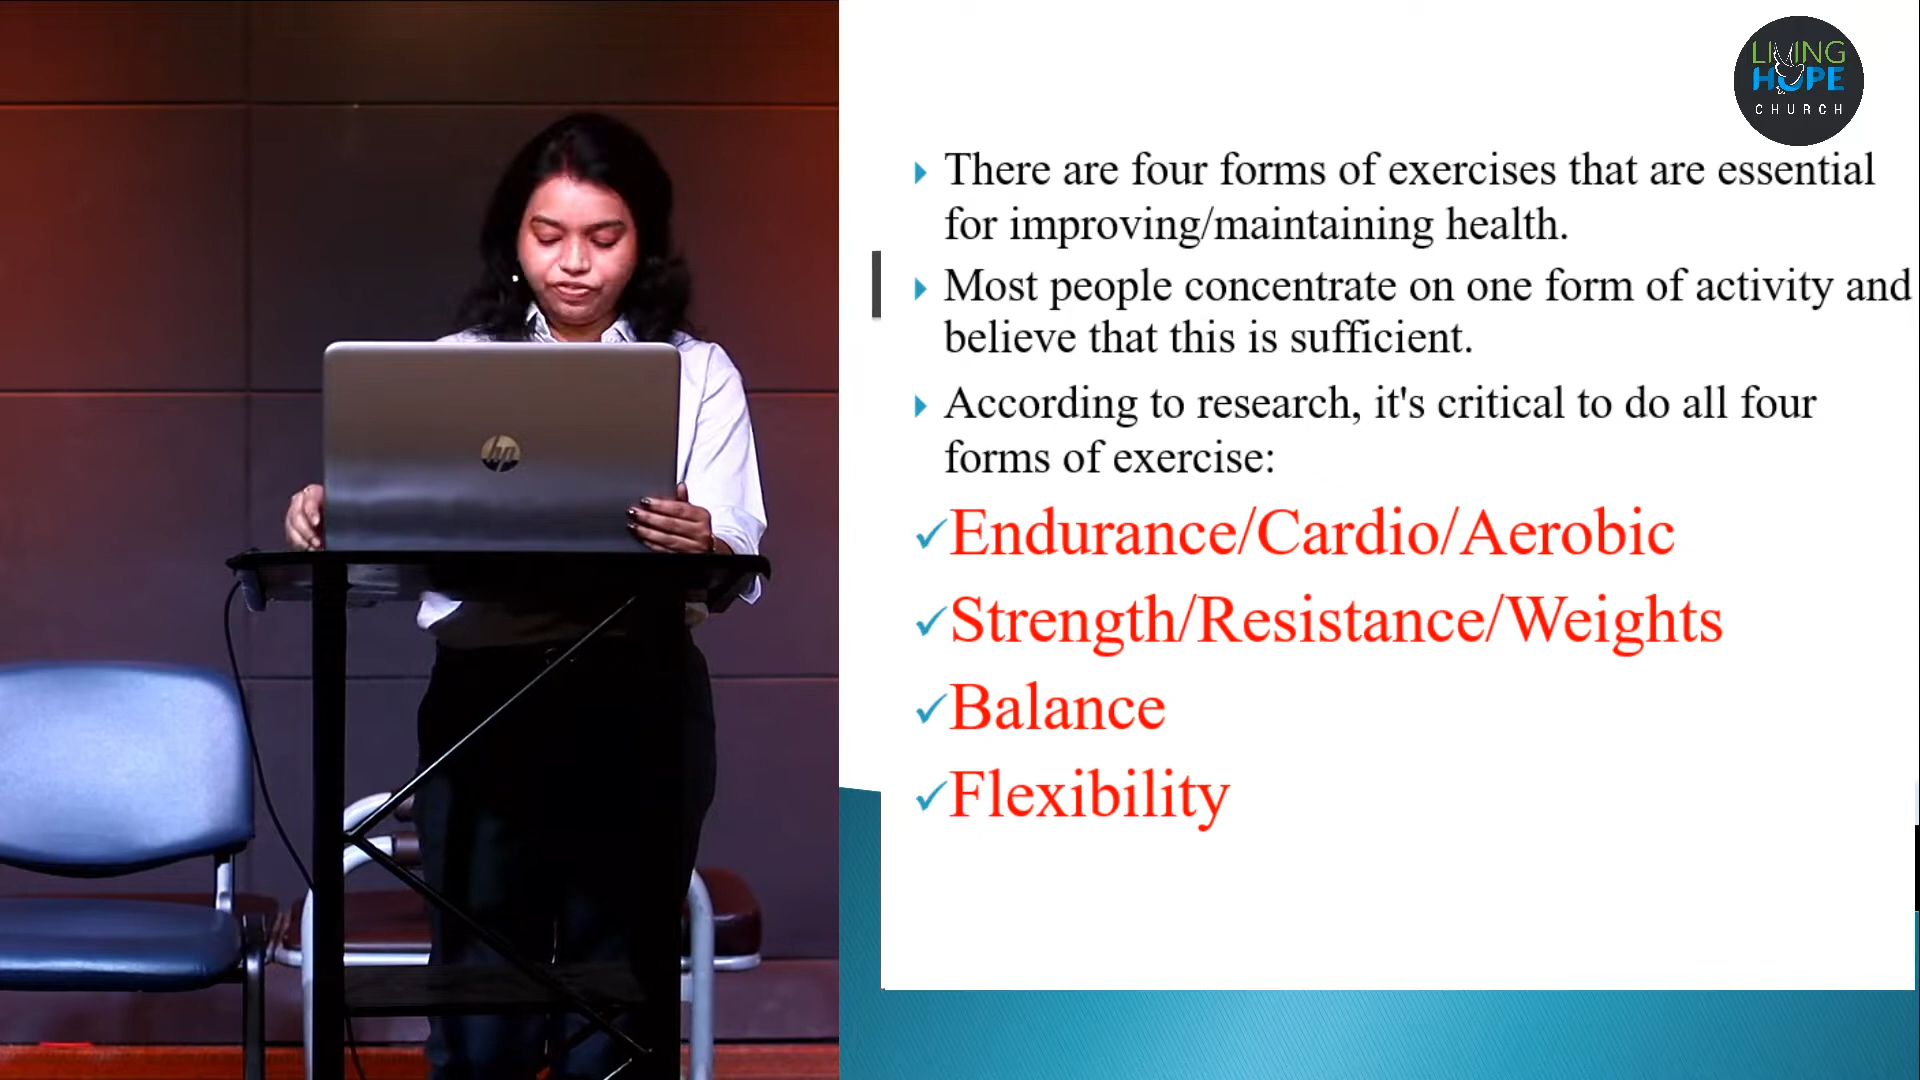 LIVING
HOPE
CHURCH
There are four forms of exercises that are essential
for improving/maintaining health.
Most people concentrate on one form of activity and
believe that this is sufficient.
According to research, it's critical to do all four
forms of exercise:
Endurance/Cardio/Aerobic
Strength/Resistance/Weights
Balance
Flexibility
hp